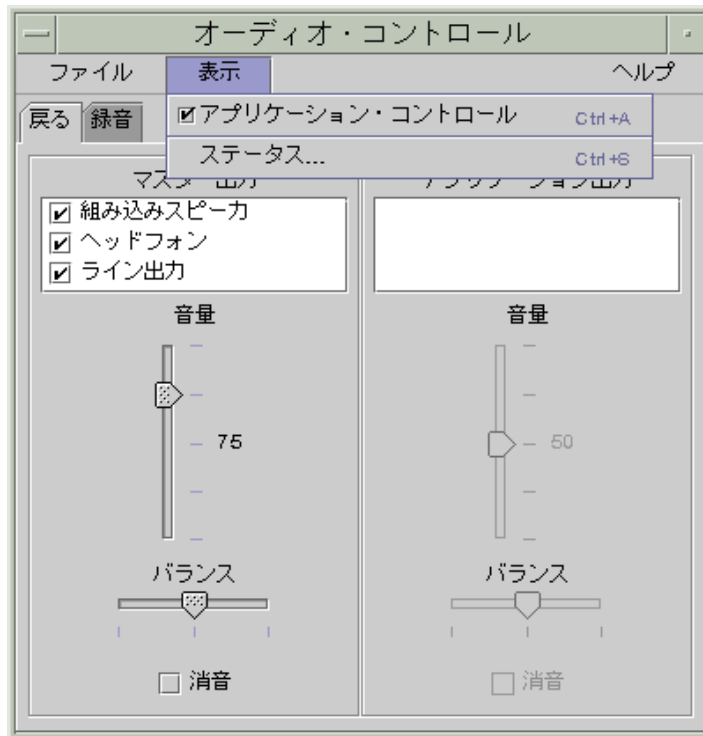 オーディオ・コントロール
ファイル 表示 ヘルプ
アプリケーション・コントロール Ctrl+A
ステータス... Ctrl+S
戻る 録音
組み込みスピーカ
ヘッドフォン
ライン出力
音量 音量
75 50
バランス バランス
消音 消音